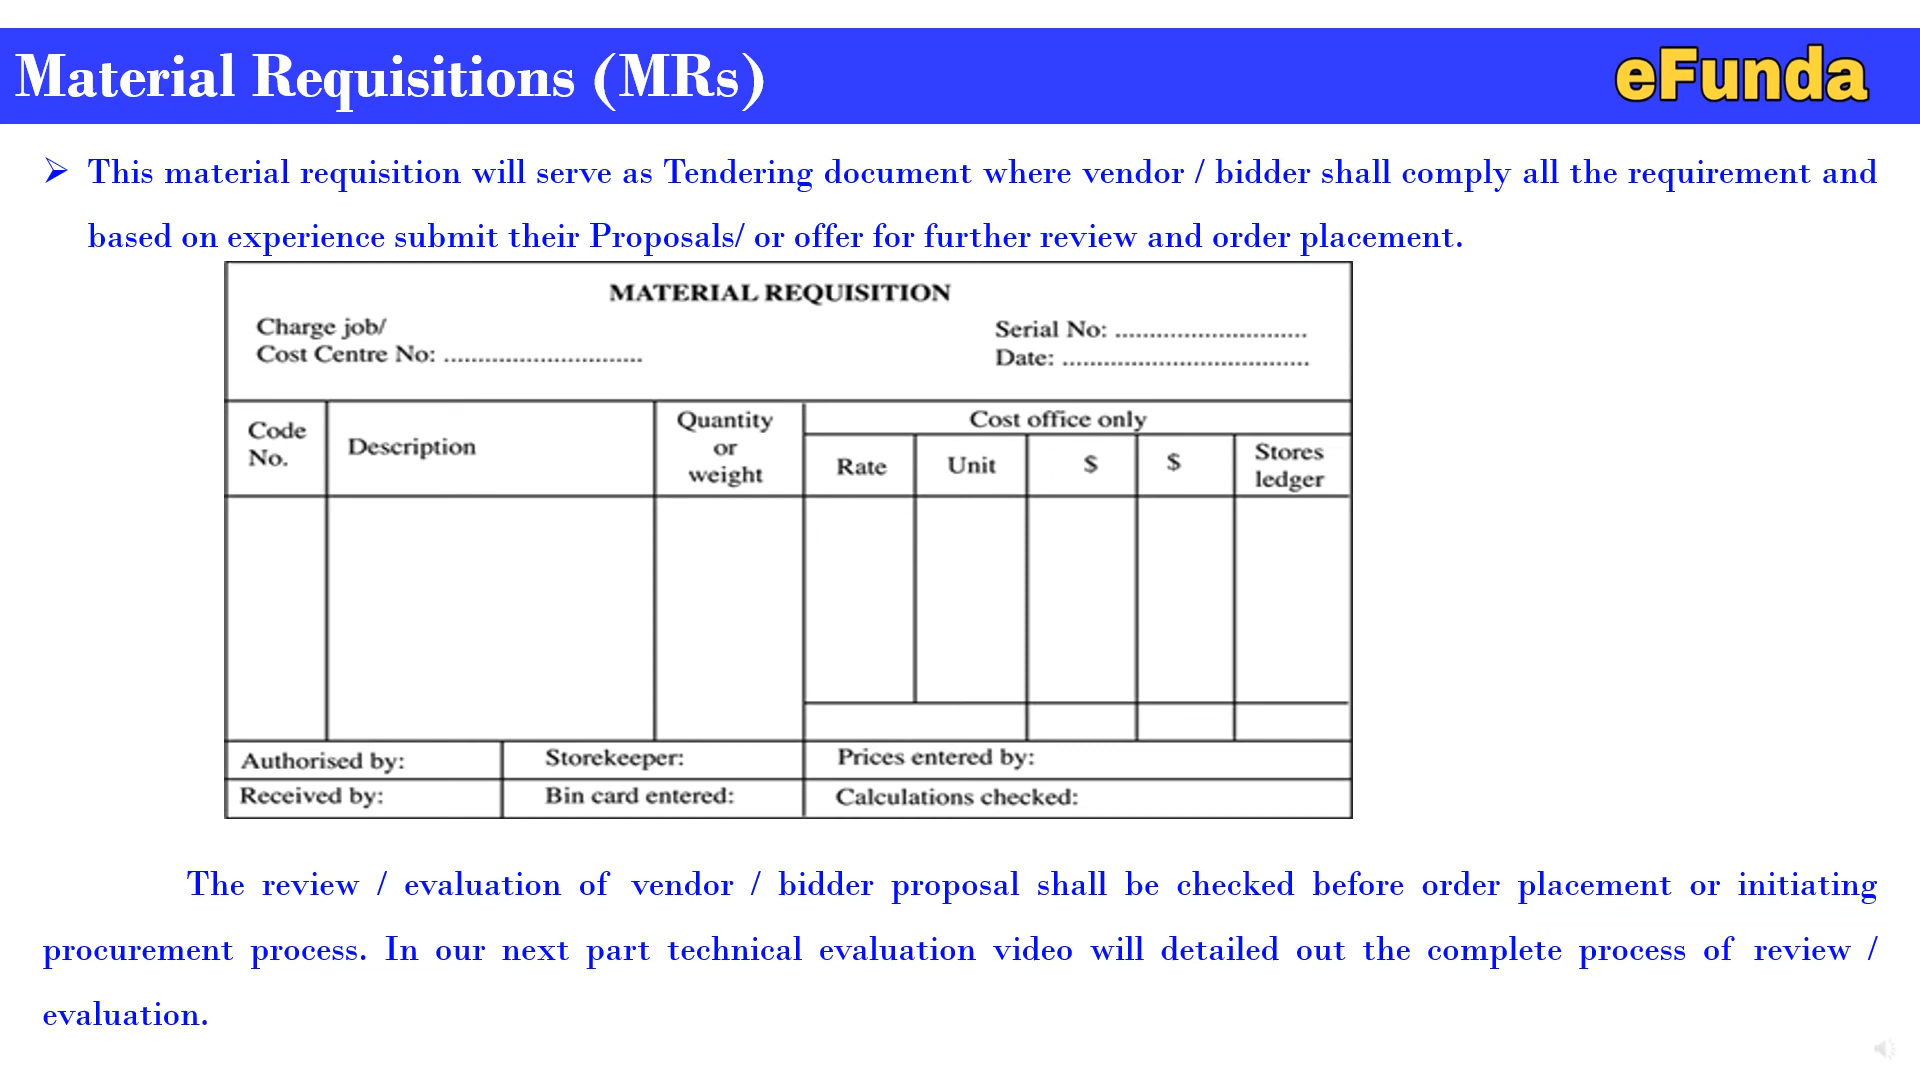 Material Requisitions (MRs)
eFunda
This material requisition will serve as Tendering document where vendor / bidder shall comply all the requirement and
based on experience submit their Proposals/ or offer for further review and order placement.
MATERIAL REQUISITION
Charge job/
Cost Centre No: .............................
Serial No: ............................
Date: ....................................
Code
No.
Description
Quantity
or
weight
Cost office only
Rate
Unit
$
$
Stores
ledger
Authorised by:
Storekeeper:
Prices entered by:
Received by:
Bin card entered:
Calculations checked:
The review / evaluation of vendor / bidder proposal shall be checked before order placement or initiating
procurement process. In our next part technical evaluation video will detailed out the complete process of review /
evaluation.